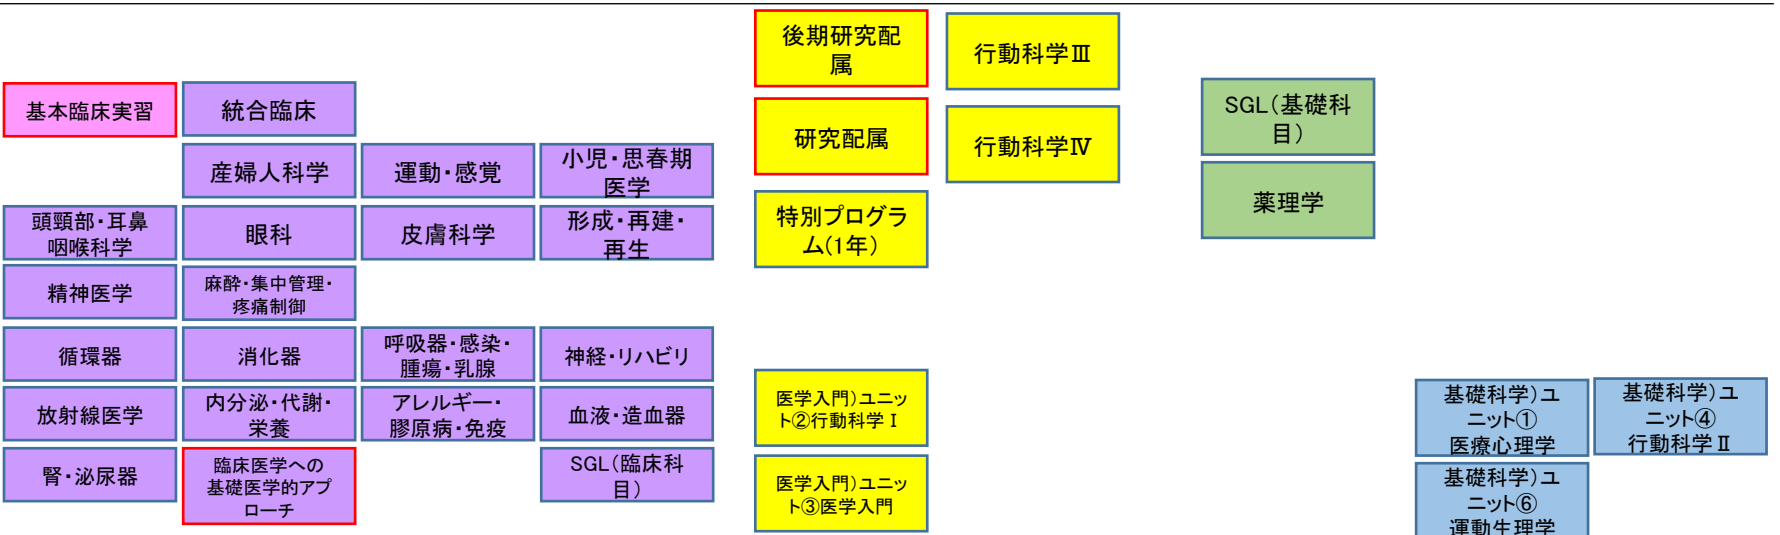 後期研究配
属
行動科学Ⅲ
基本臨床実習
統合臨床
研究配属
行動科学Ⅳ
SGL(基礎科
目)
産婦人科学
運動・感覚
小児・思春期
医学
頭頸部・耳鼻
咽喉科学
眼科
皮膚科学
形成・再建・
再生
特別プログラ
ム(1年)
薬理学
精神医学
麻酔・集中管理・
疼痛制御
循環器
消化器
呼吸器・感染・
腫瘍・乳腺
神経・リハビリ
放射線医学
内分泌・代謝・
栄養
アレルギー・
膠原病・免疫
血液・造血器
医学入門)ユニッ
ト②行動科学Ⅰ
基礎科学)ユ
ニット①
医療心理学
基礎科学)ユ
ニット④
行動科学Ⅱ
腎・泌尿器
臨床医学への
基礎医学的アプ
ローチ
SGL(臨床科
目)
医学入門)ユニッ
ト③医学入門
基礎科学)ユ
ニット⑥
運動生理学